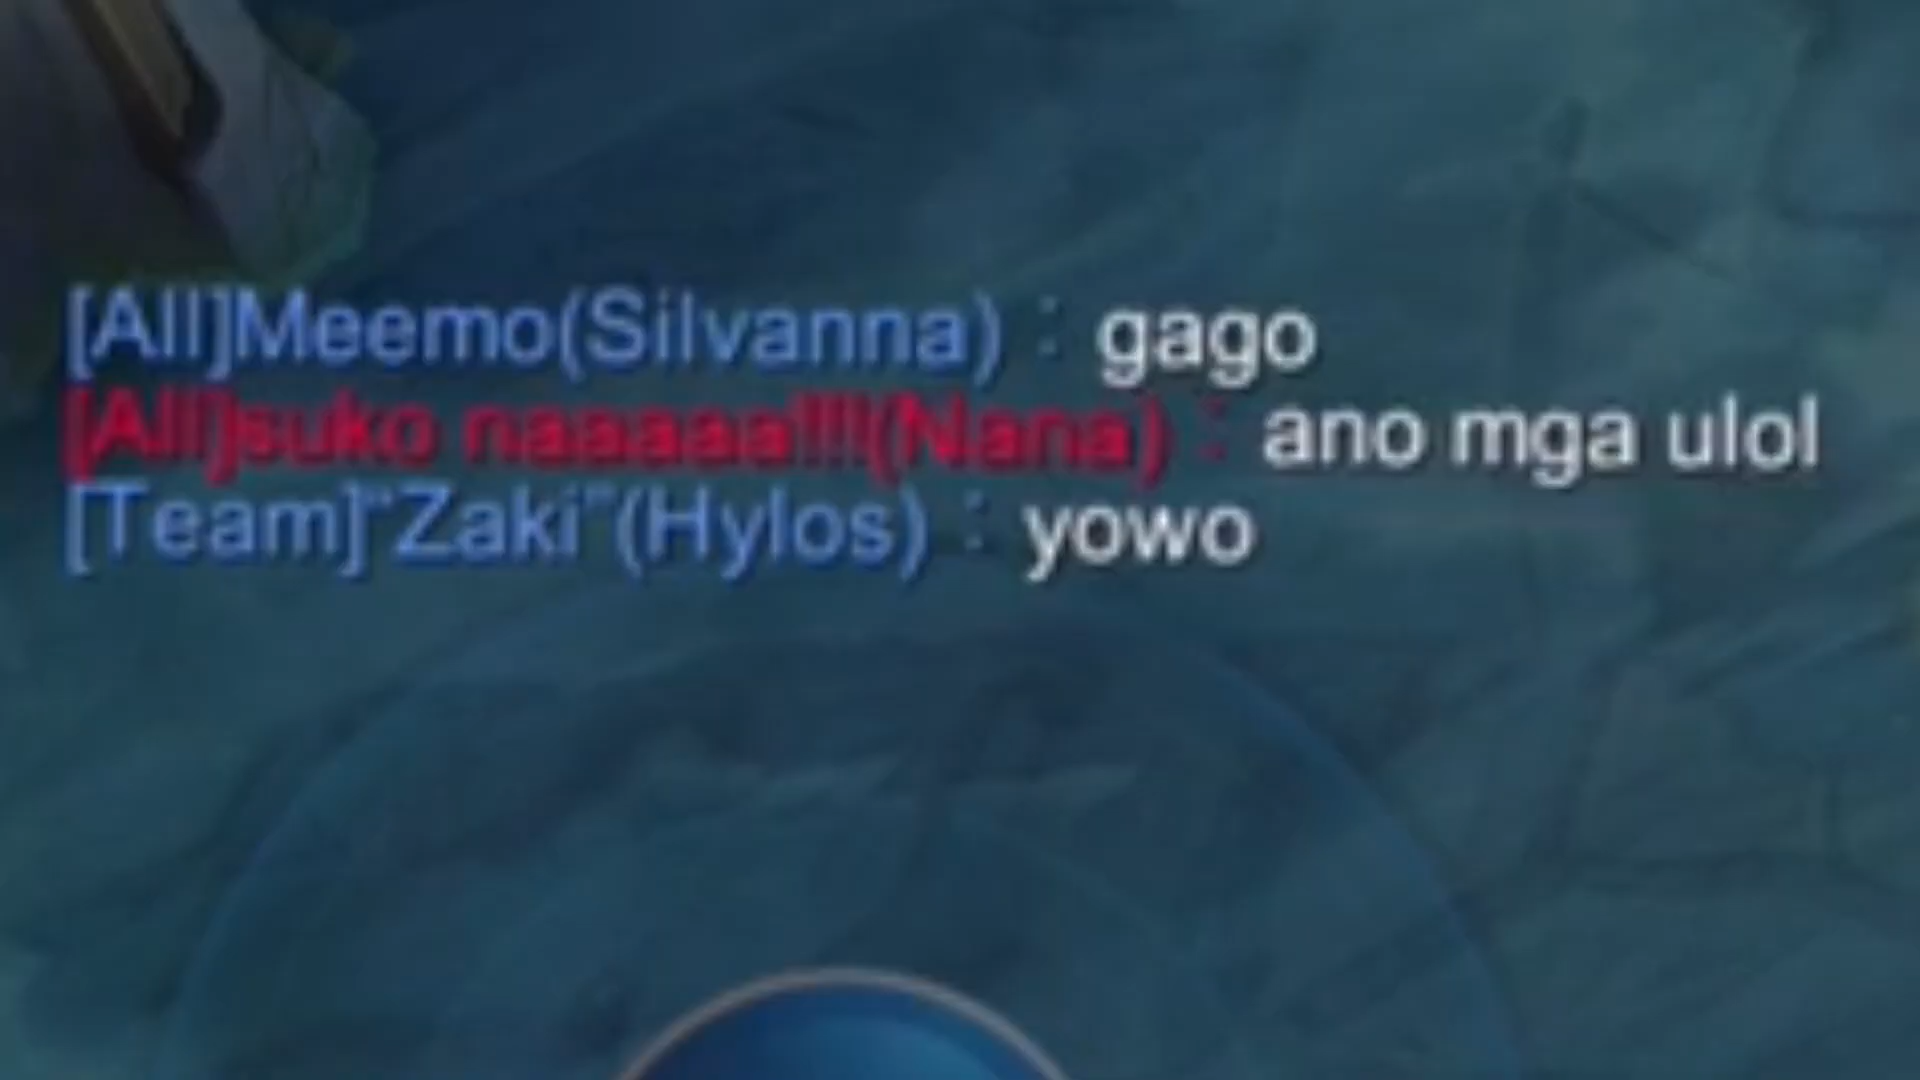 [All]Meemo(Silvanna) : gago
[All]suko naaaaa!!!(Nana) : ano mga ulol
[Team]"Zaki"(Hylos) : yowo